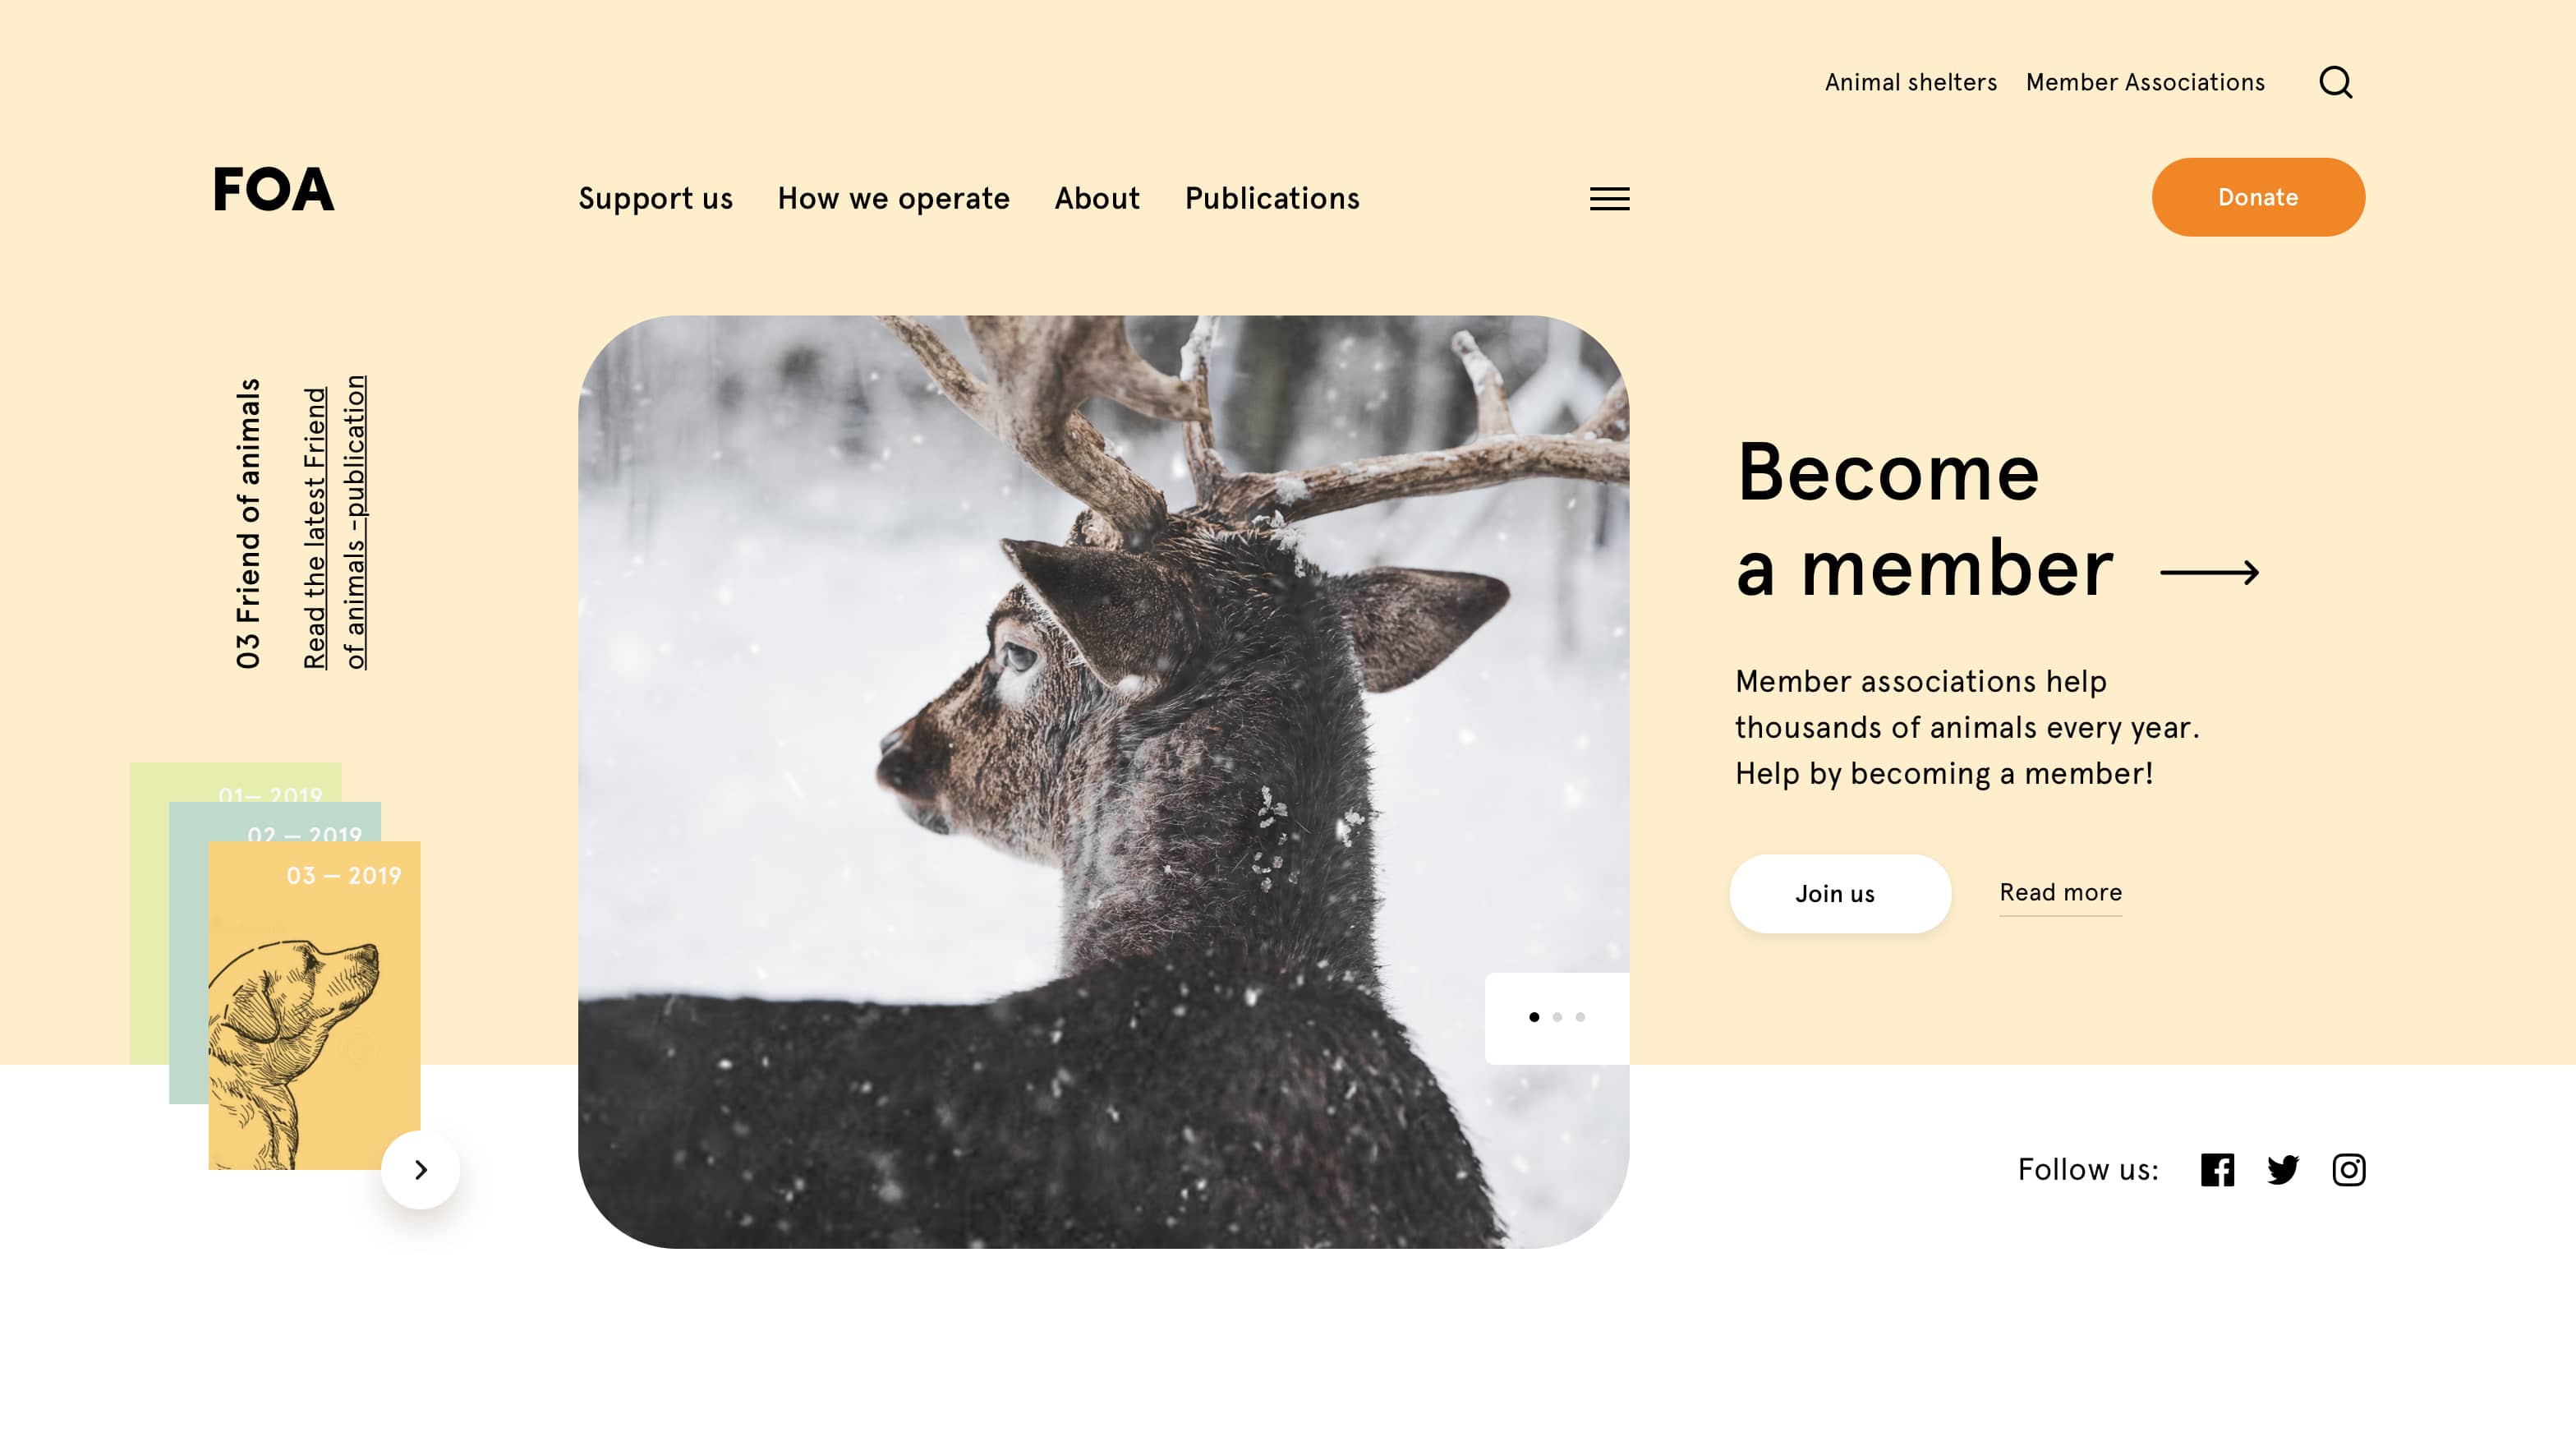 Animal shelters Member Associations
FOA
Support us How we operate About Publications
Donate
03 Friend of animals
Read the latest Friend
of animals -publication
01— 2019
02 — 2019
03 — 2019
Become
a member
Member associations help
thousands of animals every year.
Help by becoming a member!
Join us Read more
Follow us: